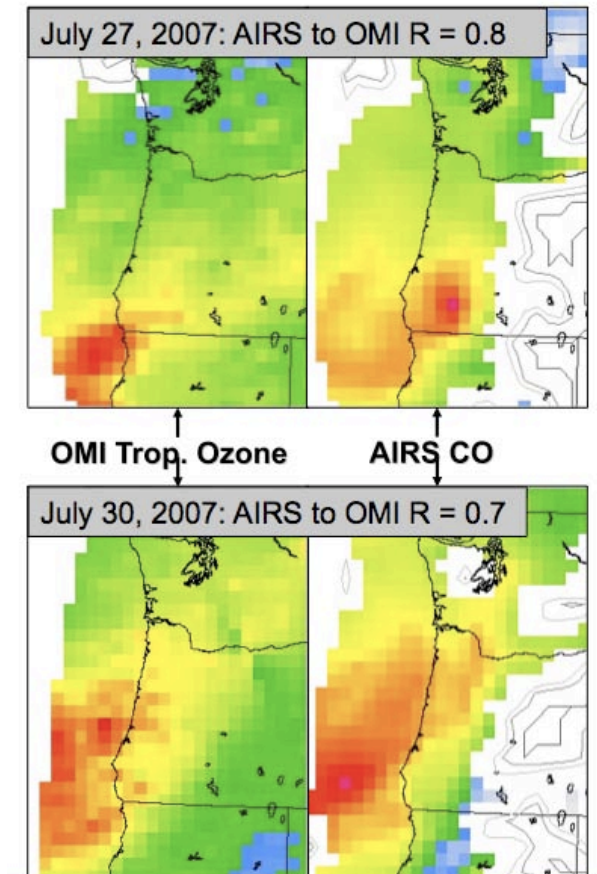 July 27, 2007: AIRS to OMI R = 0.8
OMI Trop. Ozone
AIRS CO
July 30, 2007: AIRS to OMI R = 0.7